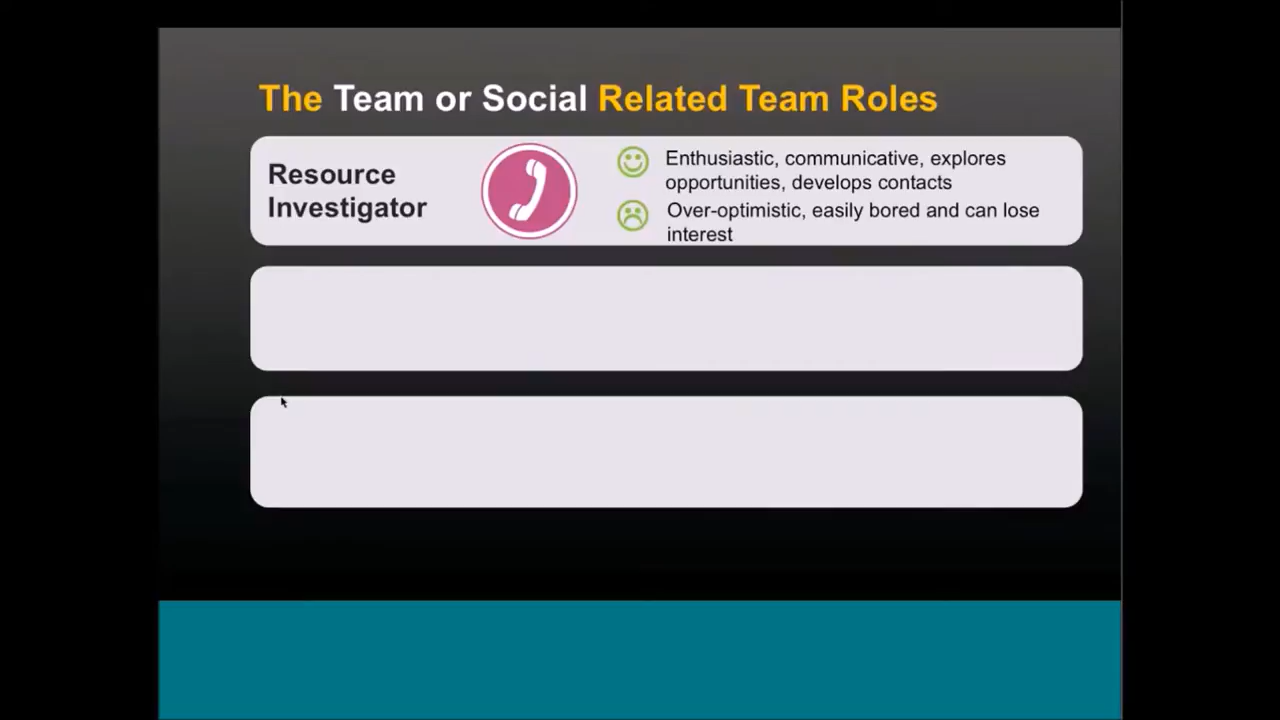 The Team or Social Related Team Roles
Resource
Investigator
Enthusiastic, communicative, explores
opportunities, develops contacts
Over-optimistic, easily bored and can lose
interest